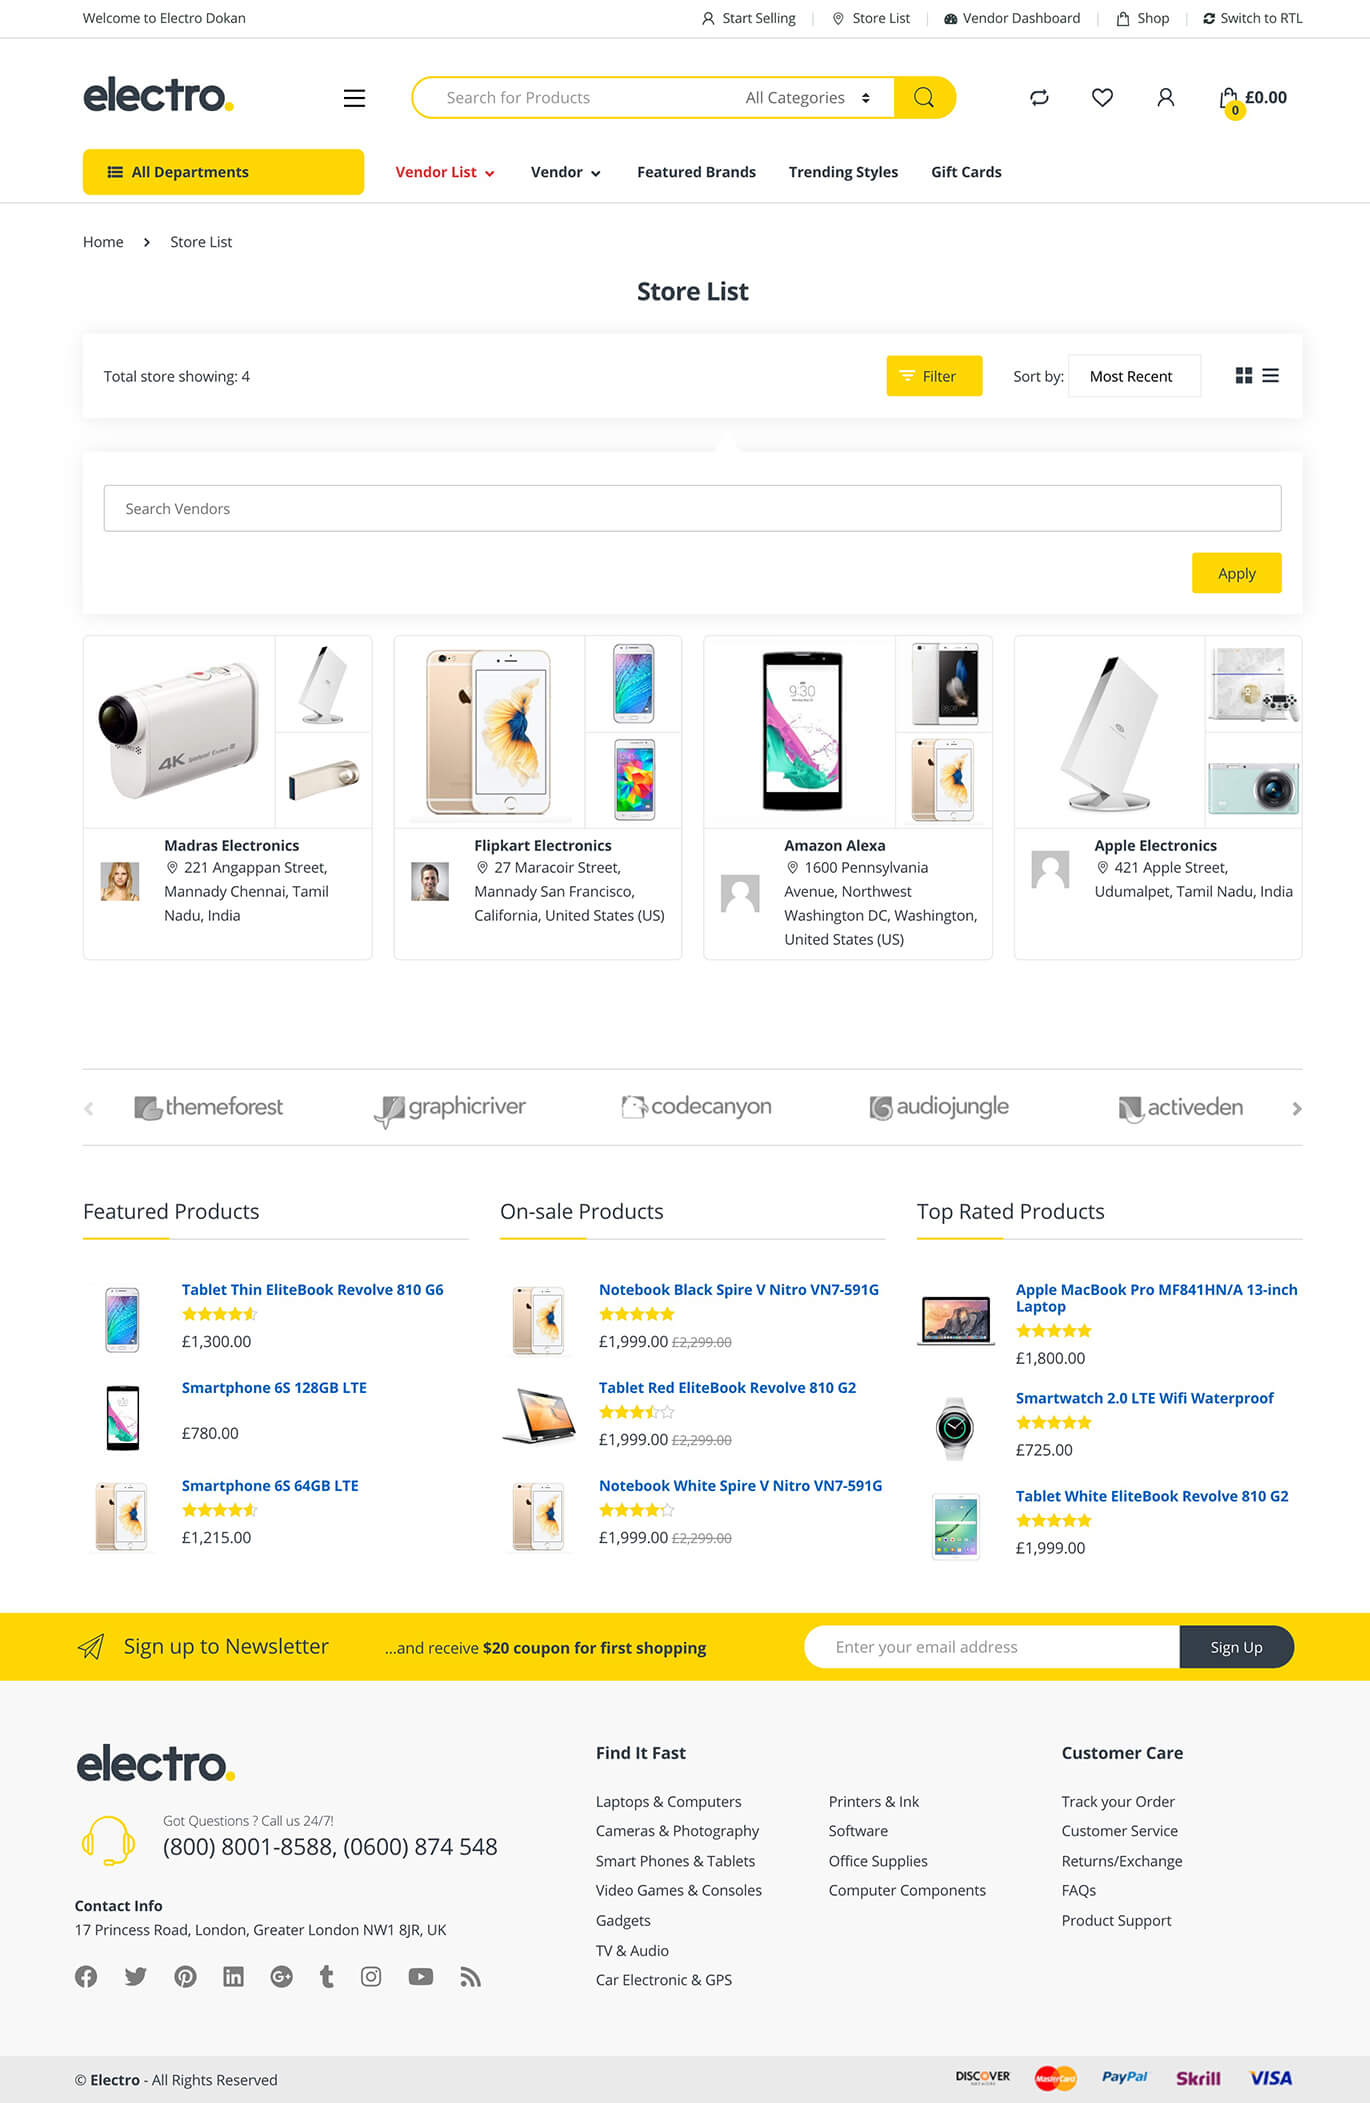 Welcome to Electro Dokan
Start Selling
Store List
Vendor Dashboard
Shop
Switch to RTL
electro.
Search for Products
All Categories
0
£0.00
All Departments
Vendor List
Vendor
Featured Brands
Trending Styles
Gift Cards
Home
Store List
Store List
Total store showing: 4
Filter
Sort by:
Most Recent
Search Vendors
Apply
4K
9:30
Madras Electronics
221 Angappan Street,
Mannady Chennai, Tamil
Nadu, India
Flipkart Electronics
27 Maracoir Street,
Mannady San Francisco,
California, United States (US)
Amazon Alexa
1600 Pennsylvania
Avenue, Northwest
Washington DC, Washington,
United States (US)
Apple Electronics
421 Apple Street,
Udumalpet, Tamil Nadu, India
themeforest
graphicriver
codecanyon
audiojungle
activeden
Featured Products
Tablet Thin EliteBook Revolve 810 G6
£1,300.00
Smartphone 6S 128GB LTE
£780.00
Smartphone 6S 64GB LTE
£1,215.00
On-sale Products
Notebook Black Spire V Nitro VN7-591G
£1,999.00 £2,299.00
Tablet Red EliteBook Revolve 810 G2
£1,999.00 £2,299.00
Notebook White Spire V Nitro VN7-591G
£1,999.00 £2,299.00
Top Rated Products
Apple MacBook Pro MF841HN/A 13-inch
Laptop
£1,800.00
Smartwatch 2.0 LTE Wifi Waterproof
£725.00
Tablet White EliteBook Revolve 810 G2
£1,999.00
Sign up to Newsletter
...and receive $20 coupon for first shopping
Enter your email address
Sign Up
electro.
Got Questions ? Call us 24/7!
(800) 8001-8588, (0600) 874 548
Contact Info
17 Princess Road, London, Greater London NW1 8JR, UK
Find It Fast
Laptops & Computers
Cameras & Photography
Smart Phones & Tablets
Video Games & Consoles
Gadgets
TV & Audio
Car Electronic & GPS
Printers & Ink
Software
Office Supplies
Computer Components
Customer Care
Track your Order
Customer Service
Returns/Exchange
FAQs
Product Support
© Electro - All Rights Reserved
DISCOVER
MasterCard
PayPal
Skrill
VISA